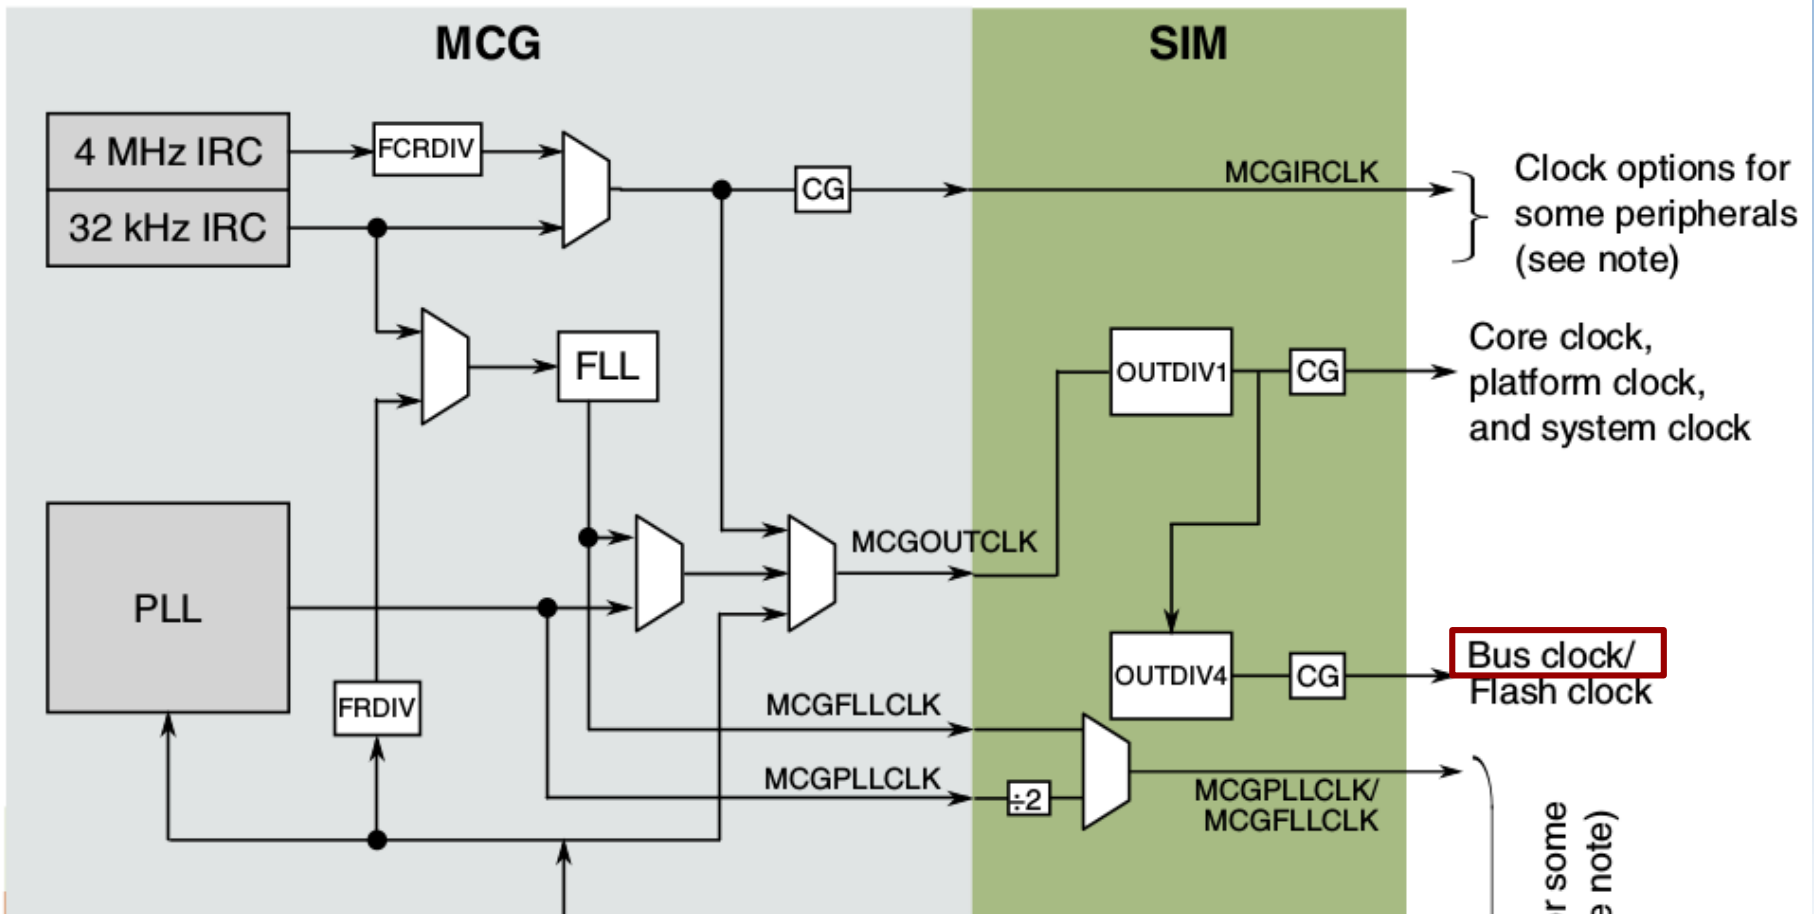 MCG
SIM
4 MHz IRC
FCRDIV
CG
MCGIRCLK
Clock options for
some peripherals
(see note)
32 kHz IRC
FLL
OUTDIV1
CG
Core clock,
platform clock,
and system clock
MCGOUTCLK
PLL
OUTDIV4
CG
Bus clock/
Flash clock
FRDIV
MCGFLLCLK
MCGPLLCLK
÷2
MCGPLLCLK/
MCGFLLCLK
some
note)